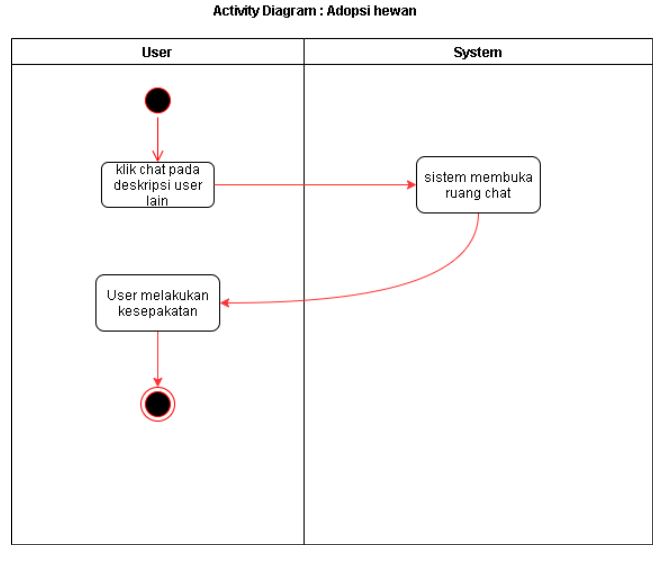 Activity Diagram : Adopsi hewan
User
System
klik chat pada
deskripsi user
lain
sistem membuka
ruang chat
User melakukan
kesepakatan